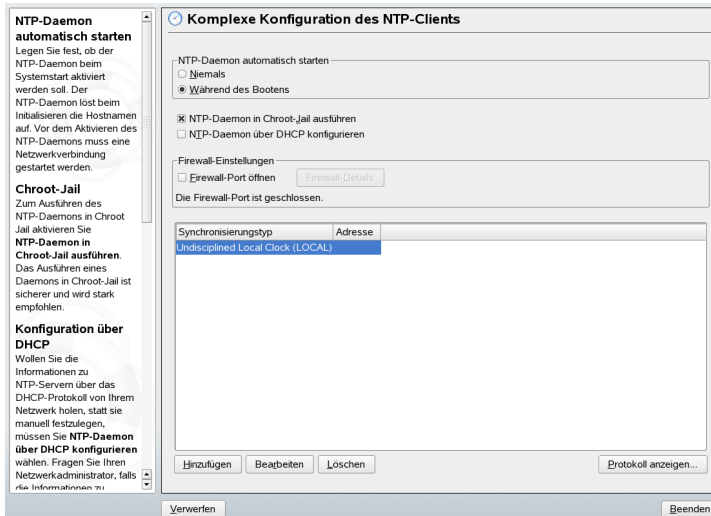 NTP-Daemon
automatisch starten
Legen Sie fest, ob der
NTP-Daemon beim
Systemstart aktiviert
werden soll. Der
NTP-Daemon löst beim
Initialisieren die Hostnamen
auf. Vor dem Aktivieren des
NTP-Daemons muss eine
Netzwerkverbindung
gestartet werden.
Chroot-Jail
Zum Ausführen des
NTP-Daemons in Chroot
Jail aktivieren Sie
NTP-Daemon in
Chroot-Jail ausführen.
Das Ausführen eines
Daemons in Chroot-Jail ist
sicherer und wird stark
empfohlen.
Konfiguration über
DHCP
Wollen Sie die
Informationen zu
NTP-Servern über das
DHCP-Protokoll von Ihrem
Netzwerk holen, statt sie
manuell festzulegen,
müssen Sie NTP-Daemon
über DHCP konfigurieren
wählen. Fragen Sie Ihren
Netzwerkadministrator, falls
die Informationen zu
Komplexe Konfiguration des NTP-Clients
NTP-Daemon automatisch starten
Niemals
Während des Bootens
NTP-Daemon in Chroot-Jail ausführen
NTP-Daemon über DHCP konfigurieren
Firewall-Einstellungen
Firewall-Port öffnen Firewall-Details
Die Firewall-Port ist geschlossen.
Synchronisierungstyp Adresse
Undisciplined Local Clock (LOCAL)
Hinzufügen Bearbeiten Löschen Protokoll anzeigen...
Verwerfen Beenden